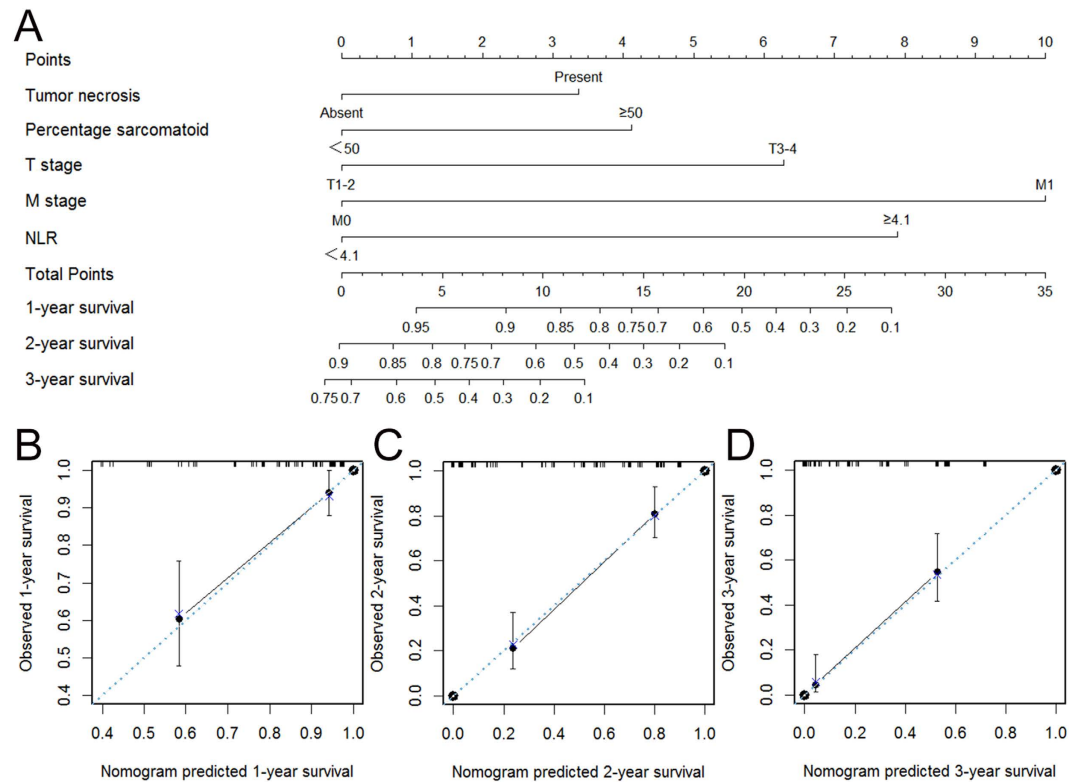 A
Points
0 1 2 3 4 5 6 7 8 9 10
Present
Tumor necrosis
Absent ≥50
Percentage sarcomatoid
<50 T3-4
T stage
T1-2 M1
M stage
M0 ≥4.1
NLR
<4.1
Total Points
0 5 10 15 20 25 30 35
1-year survival
0.95 0.9 0.85 0.8 0.75 0.7 0.6 0.5 0.4 0.3 0.2 0.1
2-year survival
0.9 0.85 0.8 0.75 0.7 0.6 0.5 0.4 0.3 0.2 0.1
3-year survival
0.75 0.7 0.6 0.5 0.4 0.3 0.2 0.1
B
Observed 1-year survival
1.0
0.9
0.8
0.7
0.6
0.5
0.4
0.4 0.5 0.6 0.7 0.8 0.9 1.0
Nomogram predicted 1-year survival
C
Observed 2-year survival
1.0
0.8
0.6
0.4
0.2
0.0
0.0 0.2 0.4 0.6 0.8 1.0
Nomogram predicted 2-year survival
D
Observed 3-year survival
1.0
0.8
0.6
0.4
0.2
0.0
0.0 0.2 0.4 0.6 0.8 1.0
Nomogram predicted 3-year survival